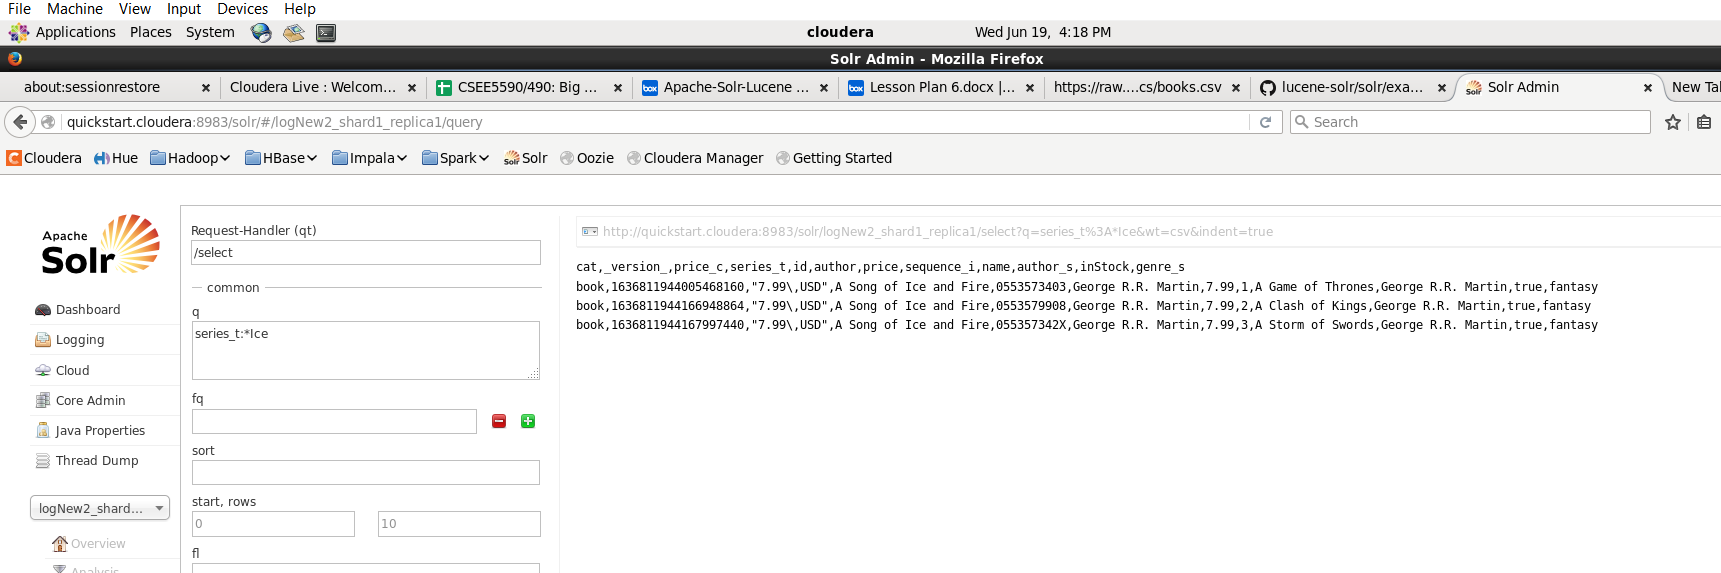 File Machine View Input Devices Help
Applications Places System cloudera Wed Jun 19, 4:18 PM
Solr Admin - Mozilla Firefox
about:sessionrestore Cloudera Live : Welcom... CSEE5590/490: Big ... Apache-Solr-Lucene ... Lesson Plan 6.docx |... https://raw....cs/books.csv lucene-solr/solr/exa... Solr Admin New Tal
quickstart.cloudera:8983/solr/#/logNew2_shard1_replica1/query Search
Cloudera Hue Hadoop HBase Impala Spark Solr Oozie Cloudera Manager Getting Started
Apache
Solr
Dashboard
Logging
Cloud
Core Admin
Java Properties
Thread Dump
logNew2_shard...
Overview
Analysis
Request-Handler (qt)
/select
common
q
series_t:*Ice
fq
sort
start, rows
0 10
fl
http://quickstart.cloudera:8983/solr/logNew2_shard1_replica1/select?q=series_t%3A*Ice&wt=csv&indent=true
cat,_version_,price_c,series_t,id,author,price,sequence_i,name,author_s,inStock,genre_s
book,1636811944005468160,"7.99\,USD",A Song of Ice and Fire,0553573403,George R.R. Martin,7.99,1,A Game of Thrones,George R.R. Martin,true,fantasy
book,1636811944166948864,"7.99\,USD",A Song of Ice and Fire,0553579908,George R.R. Martin,7.99,2,A Clash of Kings,George R.R. Martin,true,fantasy
book,1636811944167997440,"7.99\,USD",A Song of Ice and Fire,055357342X,George R.R. Martin,7.99,3,A Storm of Swords,George R.R. Martin,true,fantasy